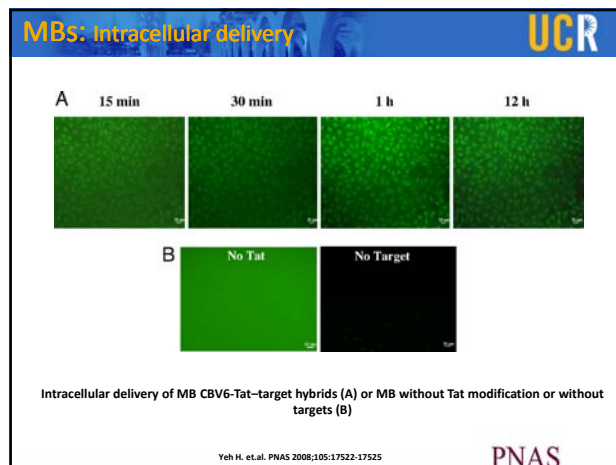 MBs: Intracellular delivery
UCR
A
15 min
30 min
1 h
12 h
B
No Tat
No Target
Intracellular delivery of MB CBV6-Tat–target hybrids (A) or MB without Tat modification or without
targets (B)
Yeh H. et.al. PNAS 2008;105:17522-17525
PNAS